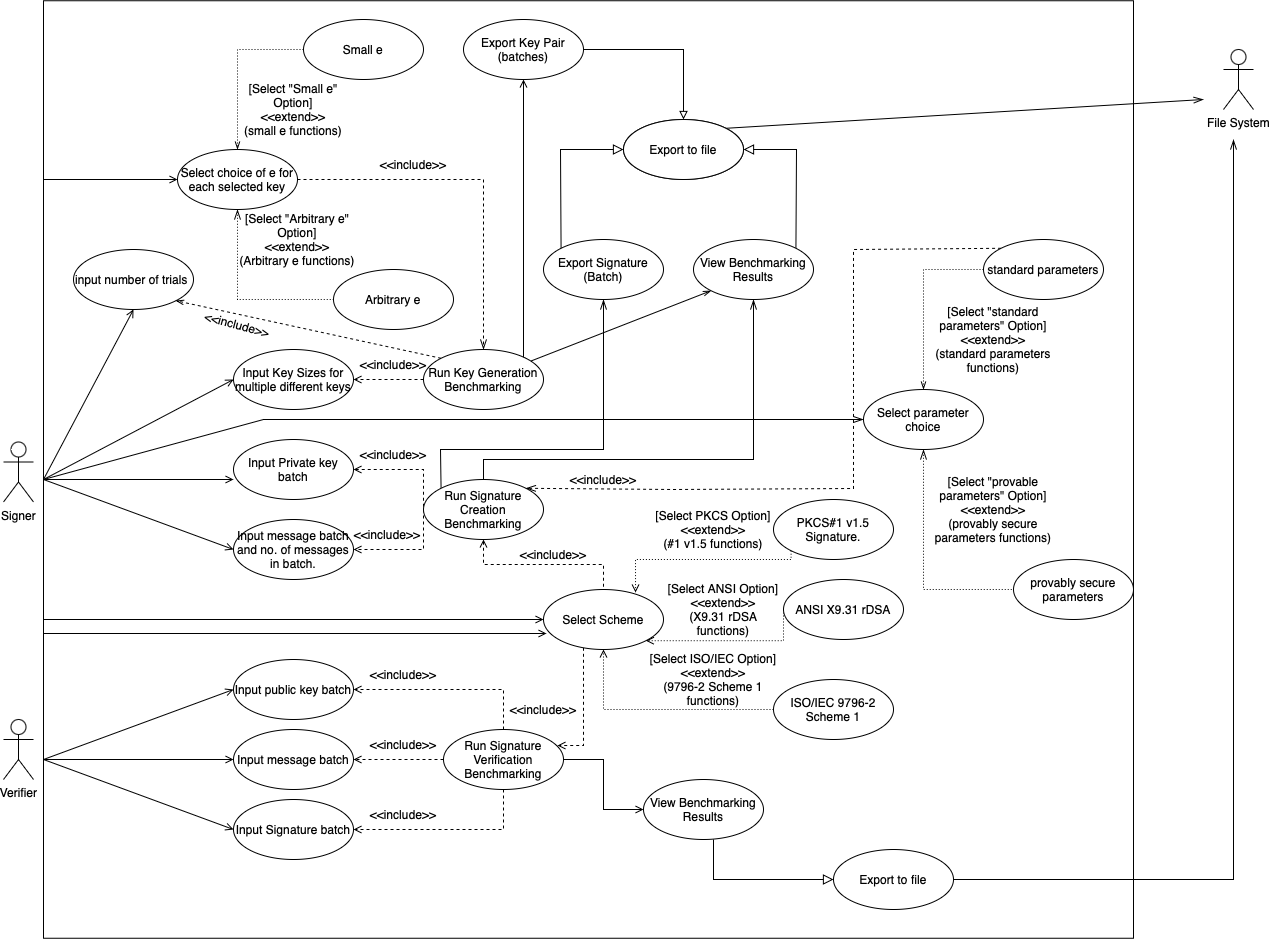 Small e
Export Key Pair
(batches)
[Select "Small e"
Option]
<<extend>>
(small e functions)
File System
Export to file
Select choice of e for
each selected key
<<include>>
[Select "Arbitrary e"
Option]
<<extend>>
(Arbitrary e functions)
input number of trials
Arbitrary e
Export Signature
(Batch)
View Benchmarking
Results
standard parameters
<<include>>
[Select "standard
parameters" Option]
<<extend>>
(standard parameters
functions)
Input Key Sizes for
multiple different keys
<<include>>
Run Key Generation
Benchmarking
Select parameter
choice
Signer
Input Private key
batch
<<include>>
<<include>>
Run Signature
Creation
Benchmarking
[Select "provable
parameters" Option]
<<extend>>
(provably secure
parameters functions)
Input message batch
and no. of messages
in batch.
<<include>>
<<include>>
[Select PKCS Option]
<<extend>>
(#1 v1.5 functions)
PKCS#1 v1.5
Signature.
provably secure
parameters
Select Scheme
[Select ANSI Option]
<<extend>>
(X9.31 rDSA
functions)
ANSI X9.31 rDSA
[Select ISO/IEC Option]
<<extend>>
(9796-2 Scheme 1
functions)
ISO/IEC 9796-2
Scheme 1
Input public key batch
<<include>>
<<include>>
Verifier
Input message batch
<<include>>
Run Signature
Verification
Benchmarking
Input Signature batch
<<include>>
View Benchmarking
Results
Export to file